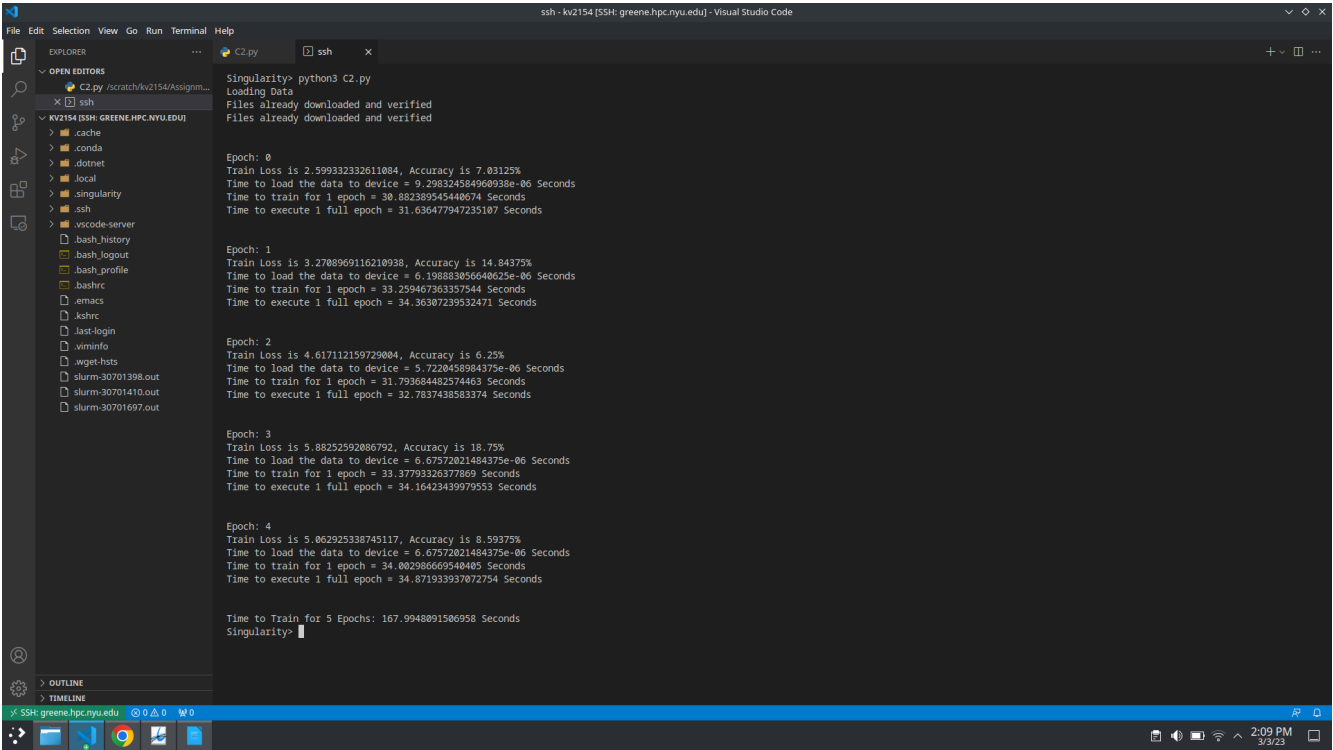 ssh - kv2154 [SSH: greene.hpc.nyu.edu] - Visual Studio Code
File Edit Selection View Go Run Terminal Help
EXPLORER
OPEN EDITORS
C2.py /scratch/kv2154/Assignm...
ssh
KV2154 [SSH: GREENE.HPC.NYU.EDU]
.cache
.conda
.dotnet
.local
.singularity
.ssh
.vscode-server
.bash_history
.bash_logout
.bash_profile
.bashrc
.emacs
.kshrc
.last-login
.viminfo
.wget-hsts
slurm-30701398.out
slurm-30701410.out
slurm-30701697.out
OUTLINE
TIMELINE
C2.py
ssh
Singularity> python3 C2.py
Loading Data
Files already downloaded and verified
Files already downloaded and verified
Epoch: 0
Train Loss is 2.599332332611084, Accuracy is 7.03125%
Time to load the data to device = 9.298324584960938e-06 Seconds
Time to train for 1 epoch = 30.882389545440674 Seconds
Time to execute 1 full epoch = 31.636477947235107 Seconds
Epoch: 1
Train Loss is 3.2708969116210938, Accuracy is 14.84375%
Time to load the data to device = 6.198883056640625e-06 Seconds
Time to train for 1 epoch = 33.259467363357544 Seconds
Time to execute 1 full epoch = 34.36307239532471 Seconds
Epoch: 2
Train Loss is 4.617112159729004, Accuracy is 6.25%
Time to load the data to device = 5.7220458984375e-06 Seconds
Time to train for 1 epoch = 31.793684482574463 Seconds
Time to execute 1 full epoch = 32.7837438583374 Seconds
Epoch: 3
Train Loss is 5.88252592086792, Accuracy is 18.75%
Time to load the data to device = 6.67572021484375e-06 Seconds
Time to train for 1 epoch = 33.37793326377869 Seconds
Time to execute 1 full epoch = 34.16423439979553 Seconds
Epoch: 4
Train Loss is 5.062925338745117, Accuracy is 8.59375%
Time to load the data to device = 6.67572021484375e-06 Seconds
Time to train for 1 epoch = 34.002986669540405 Seconds
Time to execute 1 full epoch = 34.871933937072754 Seconds
Time to Train for 5 Epochs: 167.9948091506958 Seconds
Singularity>
SSH: greene.hpc.nyu.edu 0 0 0
2:09 PM
3/3/23